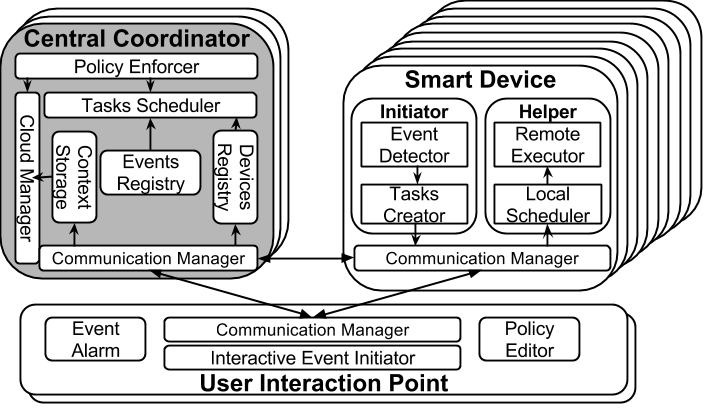 Central Coordinator
Policy Enforcer
Tasks Scheduler
Cloud Manager
Context
Storage
Events
Registry
Devices
Registry
Communication Manager
Smart Device
Initiator
Event
Detector
Tasks
Creator
Helper
Remote
Executor
Local
Scheduler
Communication Manager
Event
Alarm
Communication Manager
Interactive Event Initiator
Policy
Editor
User Interaction Point